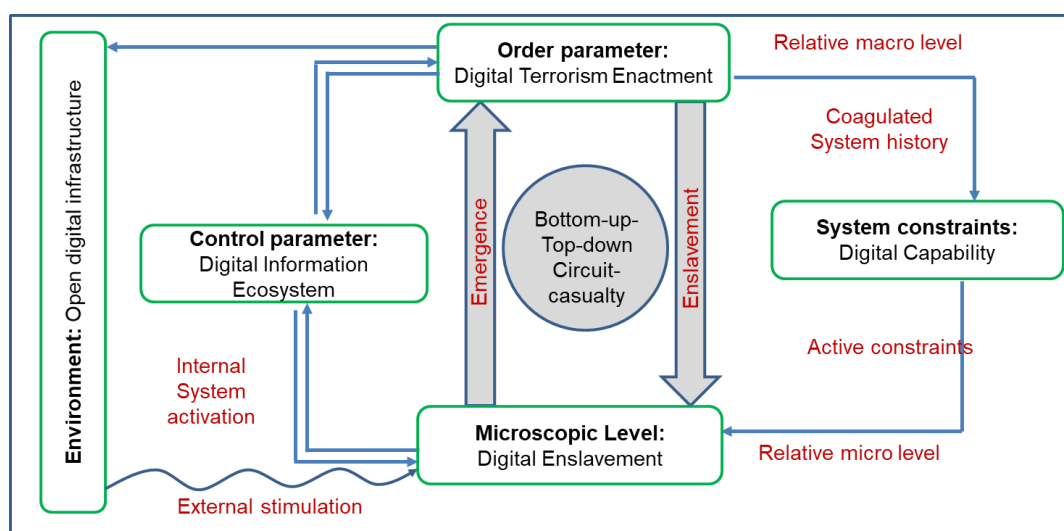 Environment: Open digital infrastructure
Order parameter:
Digital Terrorism Enactment
Relative macro level
Coagulated
System history
Control parameter:
Digital Information
Ecosystem
Emergence
Bottom-up-
Top-down
Circuit-
casualty
Enslavement
System constraints:
Digital Capability
Internal
System
activation
Active constraints
Microscopic Level:
Digital Enslavement
Relative micro level
External stimulation